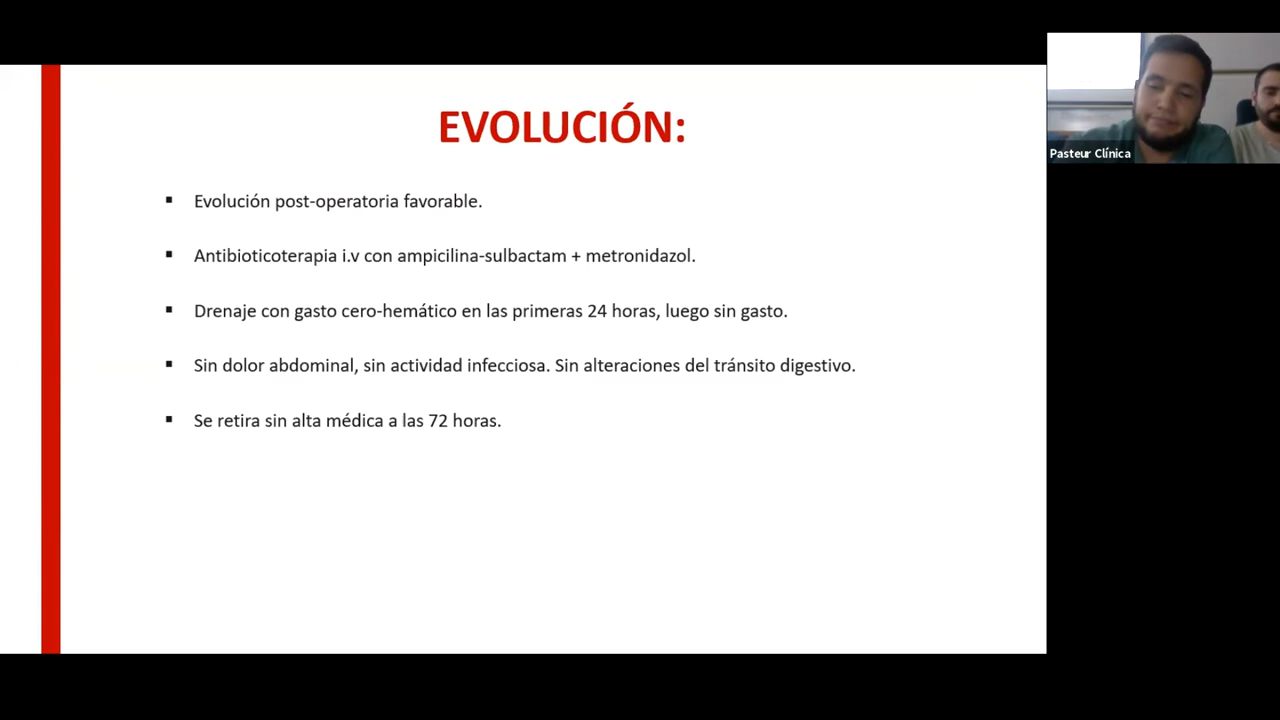 EVOLUCIÓN:
Evolución post-operatoria favorable.
Antibioticoterapia i.v con ampicilina-sulbactam + metronidazol.
Drenaje con gasto cero-hemático en las primeras 24 horas, luego sin gasto.
Sin dolor abdominal, sin actividad infecciosa. Sin alteraciones del tránsito digestivo.
Se retira sin alta médica a las 72 horas.
Pasteur Clínica